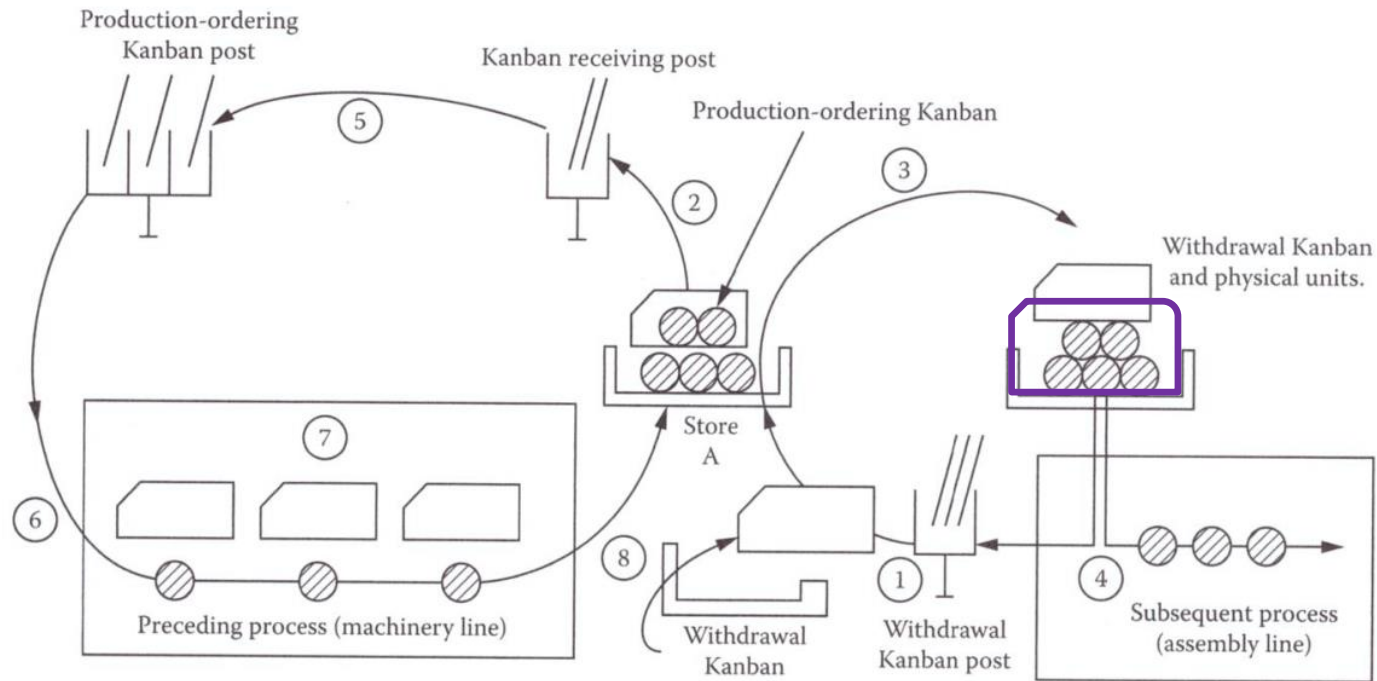 Production-ordering
Kanban post
Kanban receiving post
Production-ordering Kanban
5
3
2
Withdrawal Kanban
and physical units.
Store
A
7
6
8
1
4
Preceding process (machinery line)
Withdrawal
Kanban
Withdrawal
Kanban post
Subsequent process
(assembly line)